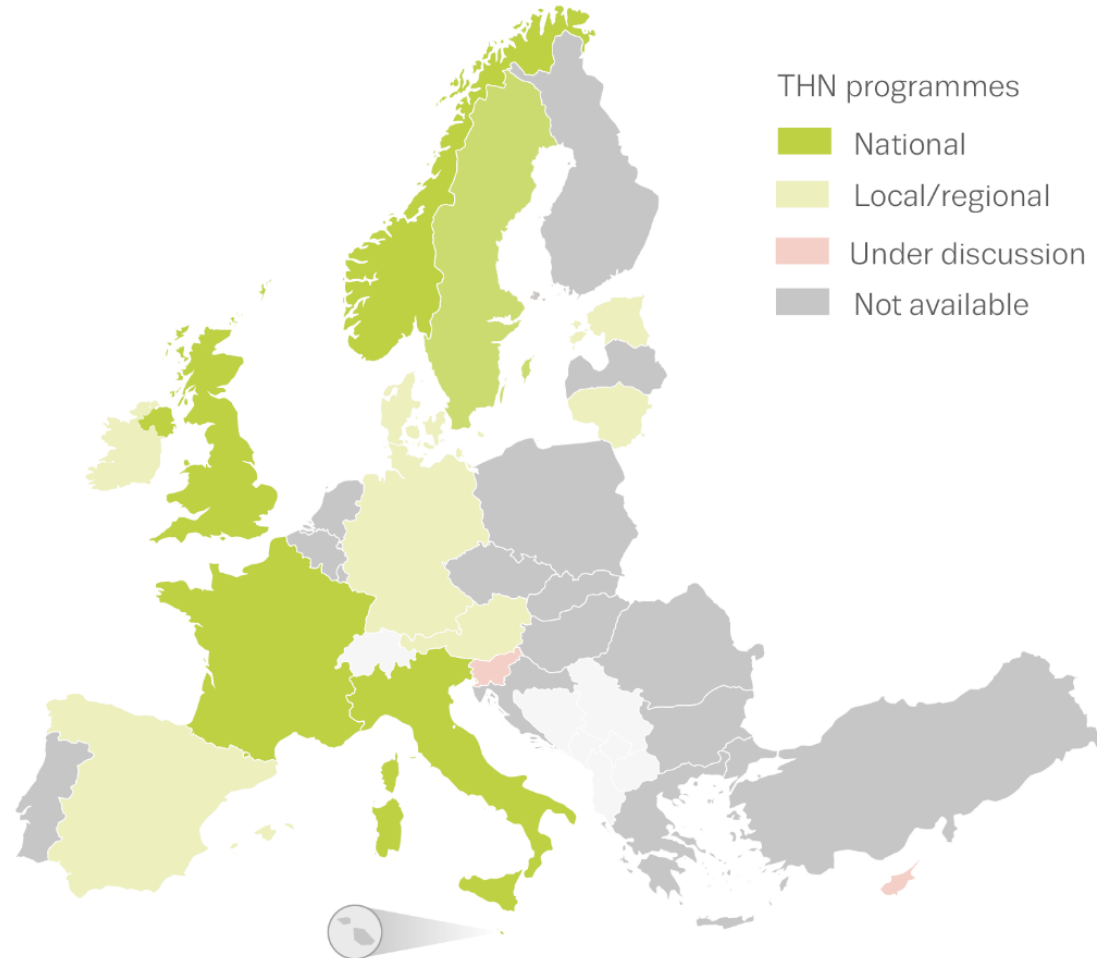 THN programmes
National
Local/regional
Under discussion
Not available